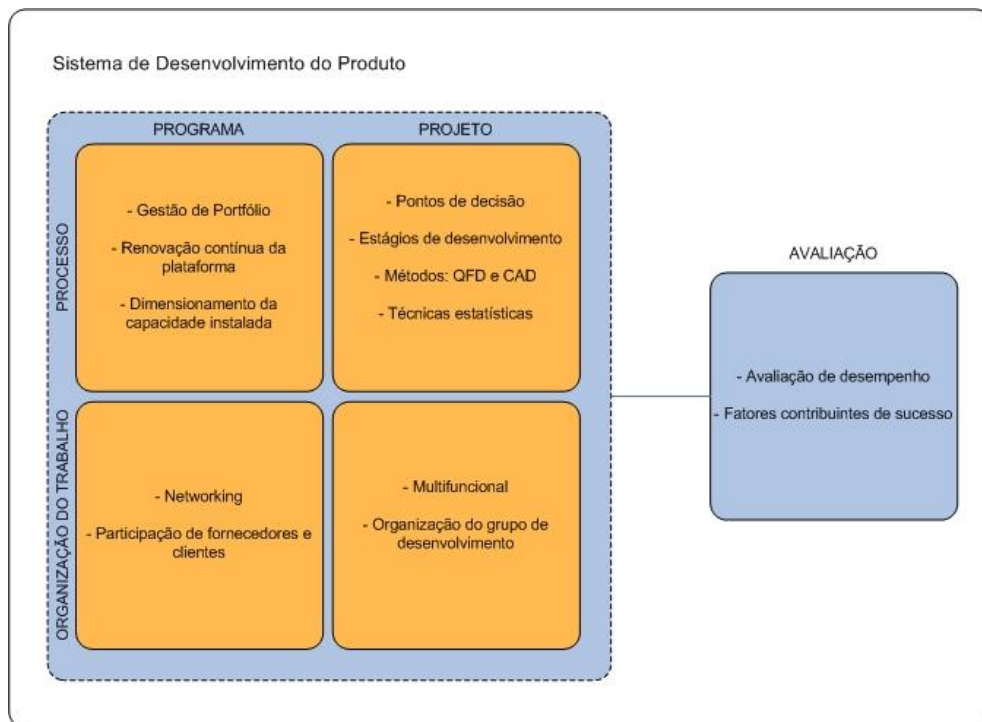 Sistema de Desenvolvimento do Produto
PROGRAMA
PROJETO
PROCESSO
- Gestão de Portfólio
- Renovação contínua da
plataforma
- Dimensionamento da
capacidade instalada
- Pontos de decisão
- Estágios de desenvolvimento
- Métodos: QFD e CAD
- Técnicas estatísticas
ORGANIZAÇÃO DO TRABALHO
- Networking
- Participação de fornecedores e
clientes
- Multifuncional
- Organização do grupo de
desenvolvimento
AVALIAÇÃO
- Avaliação de desempenho
- Fatores contribuintes de sucesso